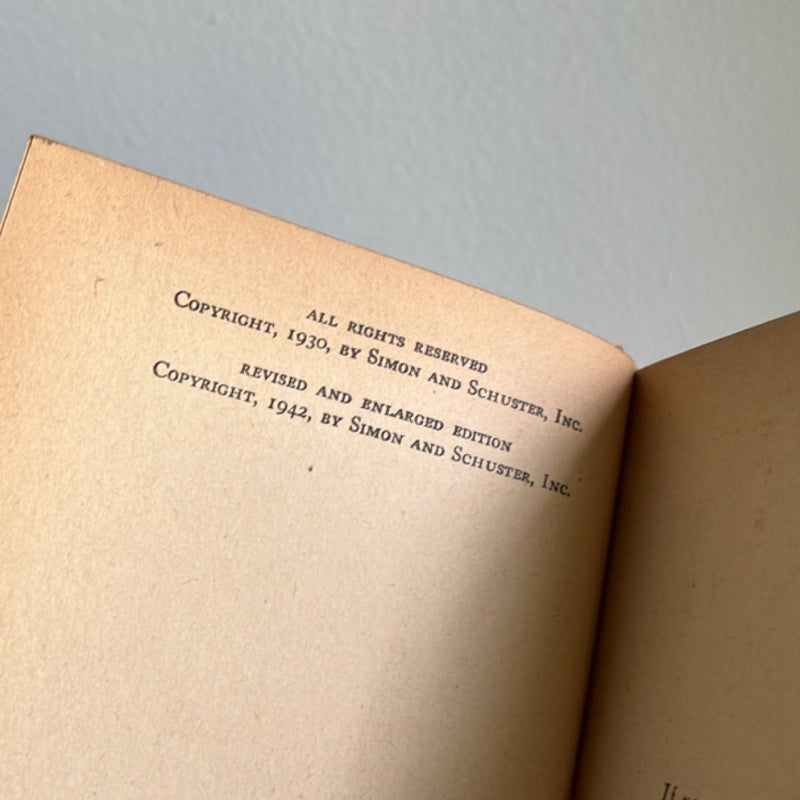 ALL RIGHTS RESERVED
COPYRIGHT, 1930, BY SIMON AND SCHUSTER, INC.
REVISED AND ENLARGED EDITION
COPYRIGHT, 1942, BY SIMON AND SCHUSTER, INC.
If